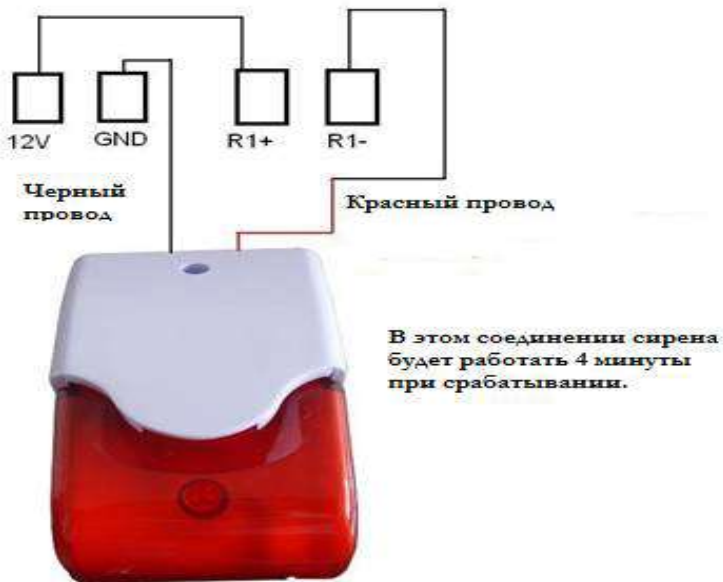 12V GND R1+ R1-
Черный
провод
Красный провод
В этом соединении сирена
будет работать 4 минуты
при срабатывании.